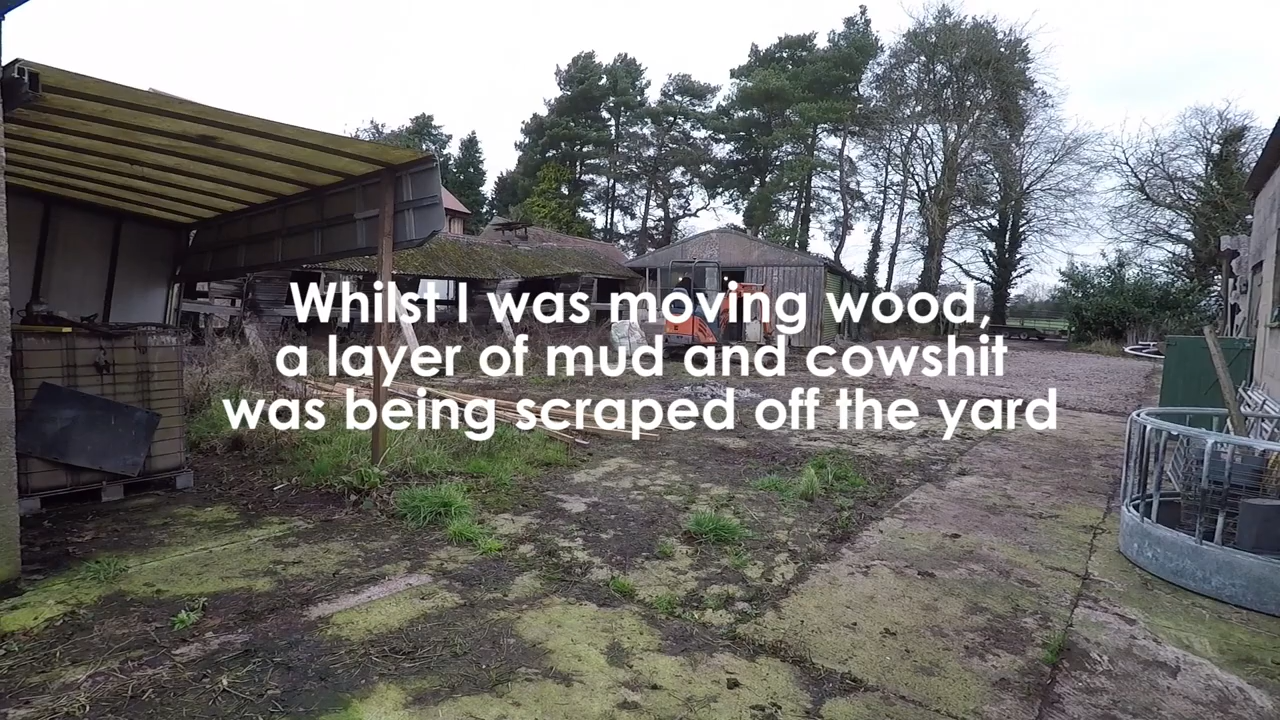 Whilst I was moving wood,
a layer of mud and cowshit
was being scraped off the yard